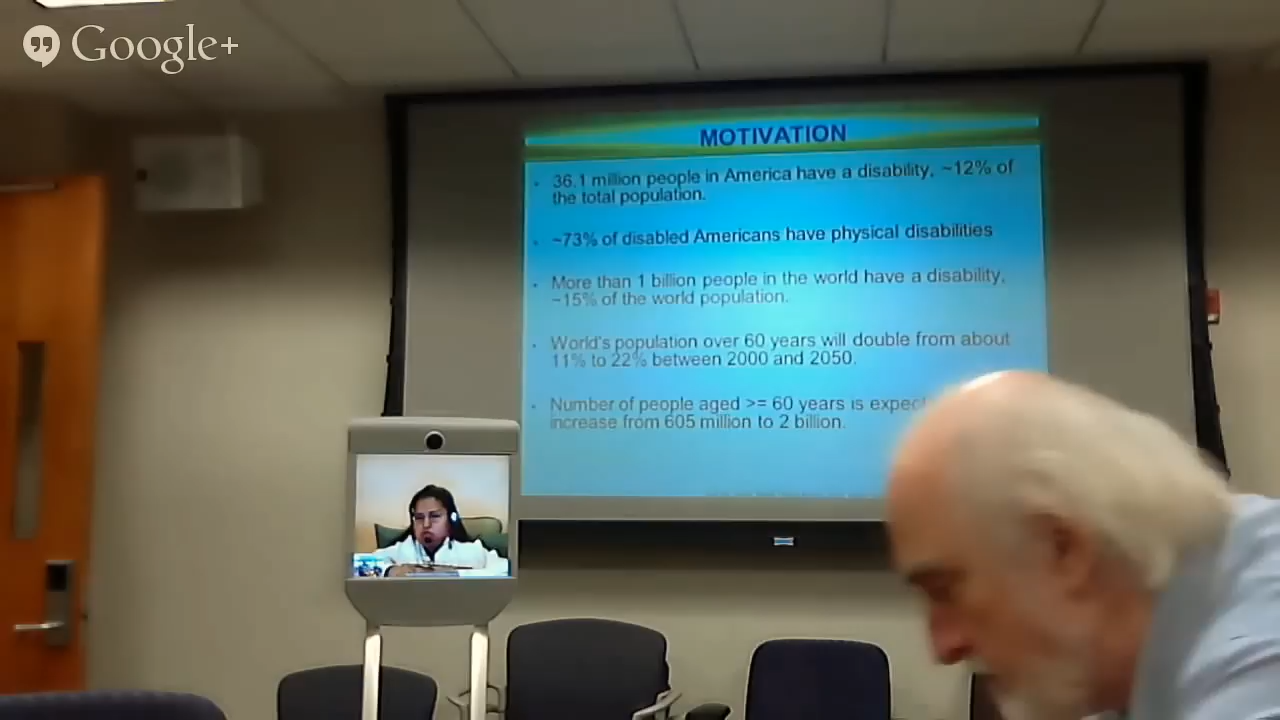 Google+
MOTIVATION
36.1 million people in America have a disability, ~12% of
the total population.
~73% of disabled Americans have physical disabilities
More than 1 billion people in the world have a disability,
~15% of the world population.
World's population over 60 years will double from about
11% to 22% between 2000 and 2050.
Number of people aged >= 60 years is expec
increase from 605 million to 2 billion.